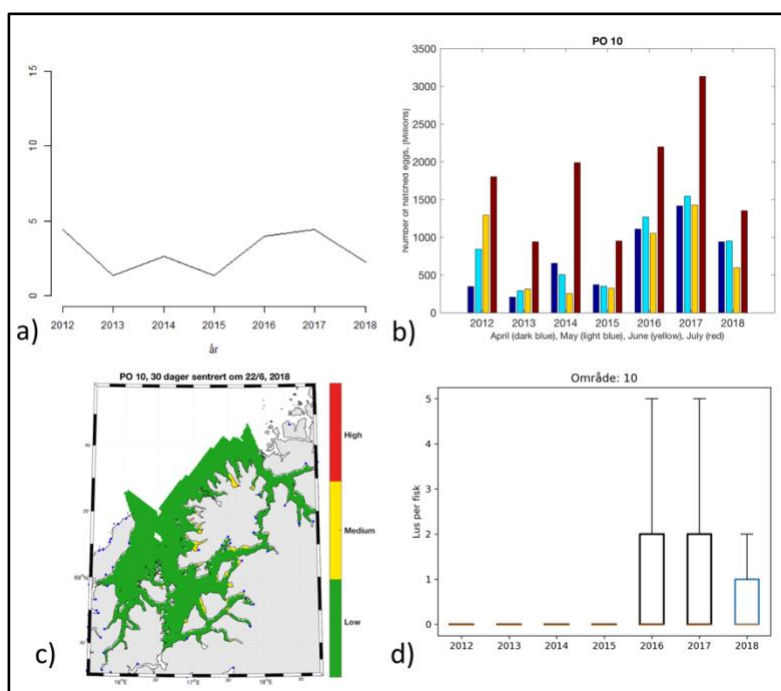 15
10
5
0
2012 2013 2014 2015 2016 2017 2018
år
a)
PO 10
Number of hatched eggs, [Millions]
3500
3000
2500
2000
1500
1000
500
0
2012 2013 2014 2015 2016 2017 2018
April (dark blue), May (light blue), June (yellow), July (red)
b)
PO 10, 30 dager sentrert om 22/6, 2018
High
Medium
Low
c)
Område: 10
Lus per fisk
5
4
3
2
1
0
2012 2013 2014 2015 2016 2017 2018
d)